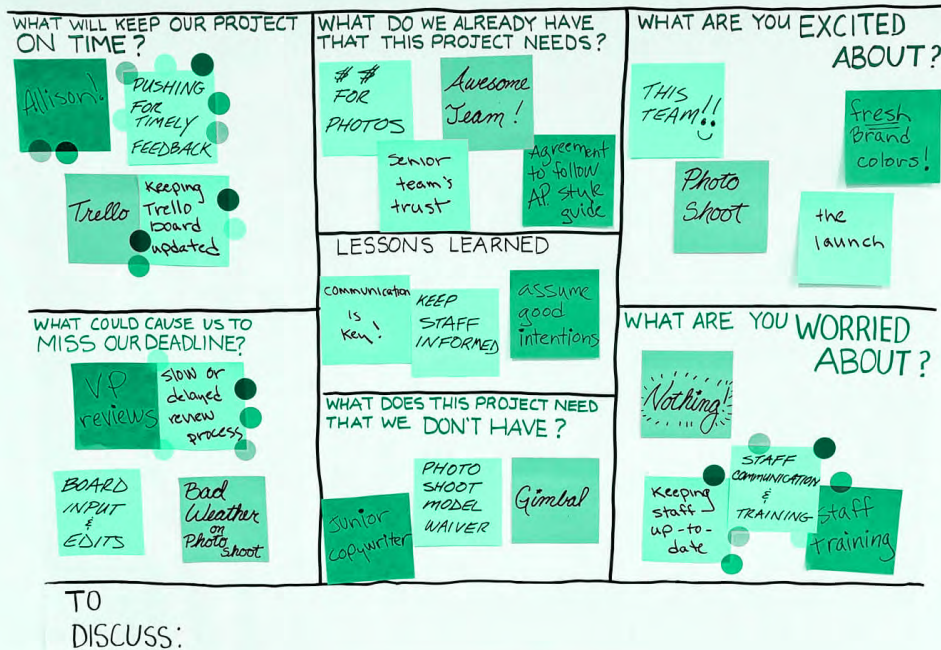 WHAT WILL KEEP OUR PROJECT
ON TIME?
Allison!
PUSHING
FOR
TIMELY
FEEDBACK
Trello
Keeping
Trello
board
updated
WHAT DO WE ALREADY HAVE
THAT THIS PROJECT NEEDS?
$ $
FOR
PHOTOS
Awesome
Team!
Senior
team's
trust
Agreement
to follow
AP. style
guide
WHAT ARE YOU EXCITED
ABOUT?
THIS
TEAM!!
fresh
Brand
colors!
Photo
Shoot
the
launch
LESSONS LEARNED
communication
is
key!
KEEP
STAFF
INFORMED
assume
good
intentions
WHAT COULD CAUSE US TO
MISS OUR DEADLINE?
VP
reviews
slow or
delayed
review
process
BOARD
INPUT
&
EDITS
Bad
Weather
on
Photo
shoot
WHAT DOES THIS PROJECT NEED
THAT WE DON'T HAVE?
Junior
copywriter
PHOTO
SHOOT
MODEL
WAIVER
Gimbal
WHAT ARE YOU WORRIED
ABOUT?
Nothing!
Keeping
staff
up-to-
date
STAFF
COMMUNICATION
&
TRAINING
staff
training
TO
DISCUSS: